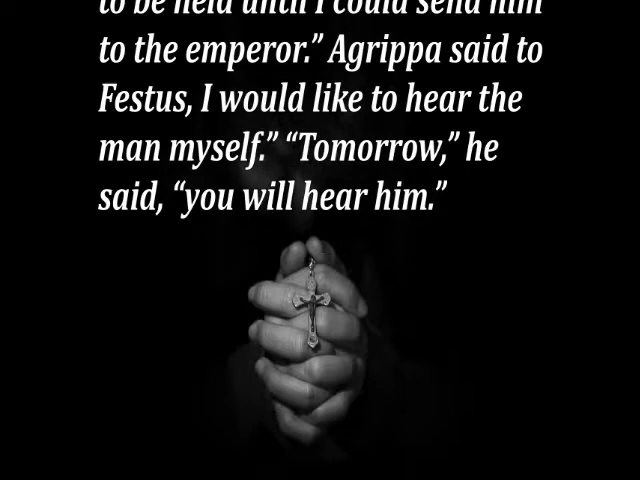 to be held until I could send him
to the emperor.” Agrippa said to
Festus, I would like to hear the
man myself.” “Tomorrow,” he
said, “you will hear him.”